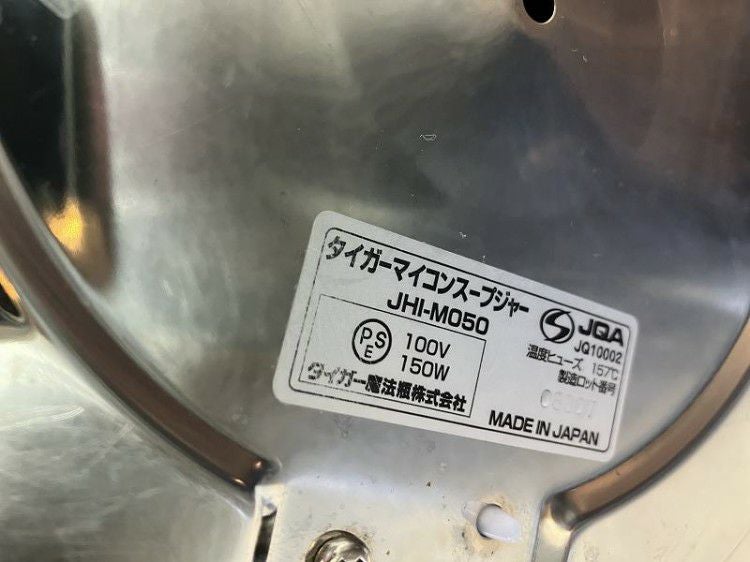 タイガーマイコンスープジャー
JHI-M050
PSE
100V
150W
タイガー魔法瓶株式会社
JQA
JQ10002
温度ヒューズ 157℃
製造ロット番号
MADE IN JAPAN